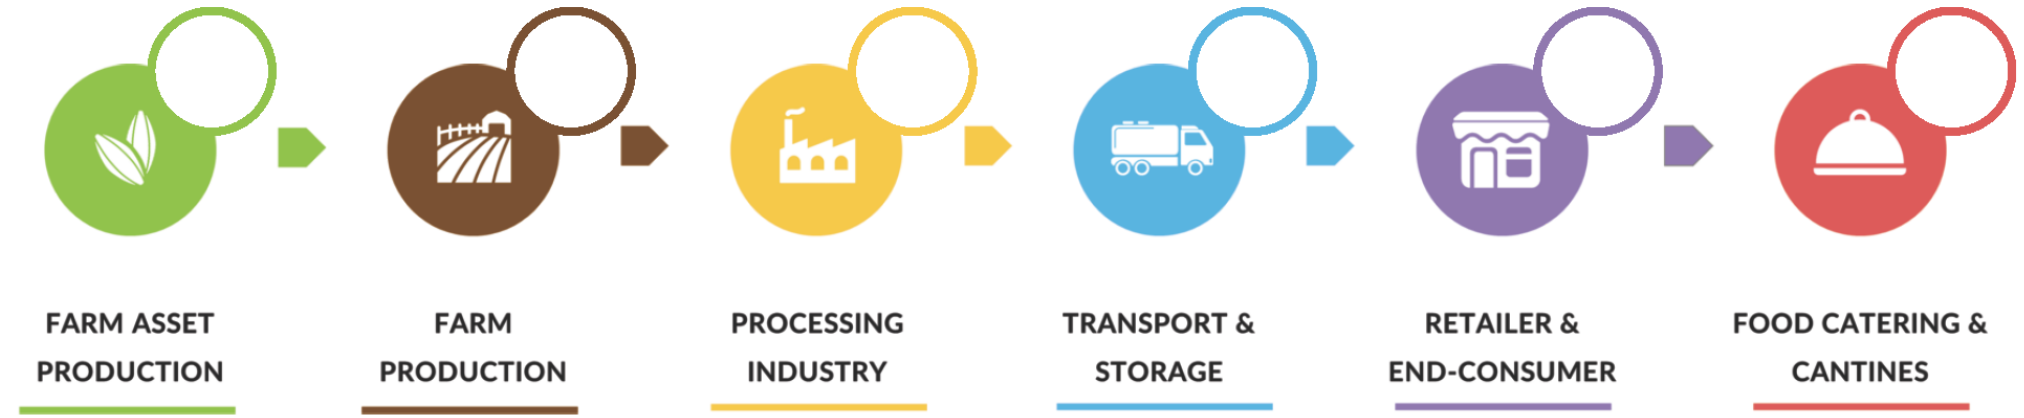 FARM ASSET
PRODUCTION
FARM
PRODUCTION
PROCESSING
INDUSTRY
TRANSPORT &
STORAGE
RETAILER &
END-CONSUMER
FOOD CATERING &
CANTINES